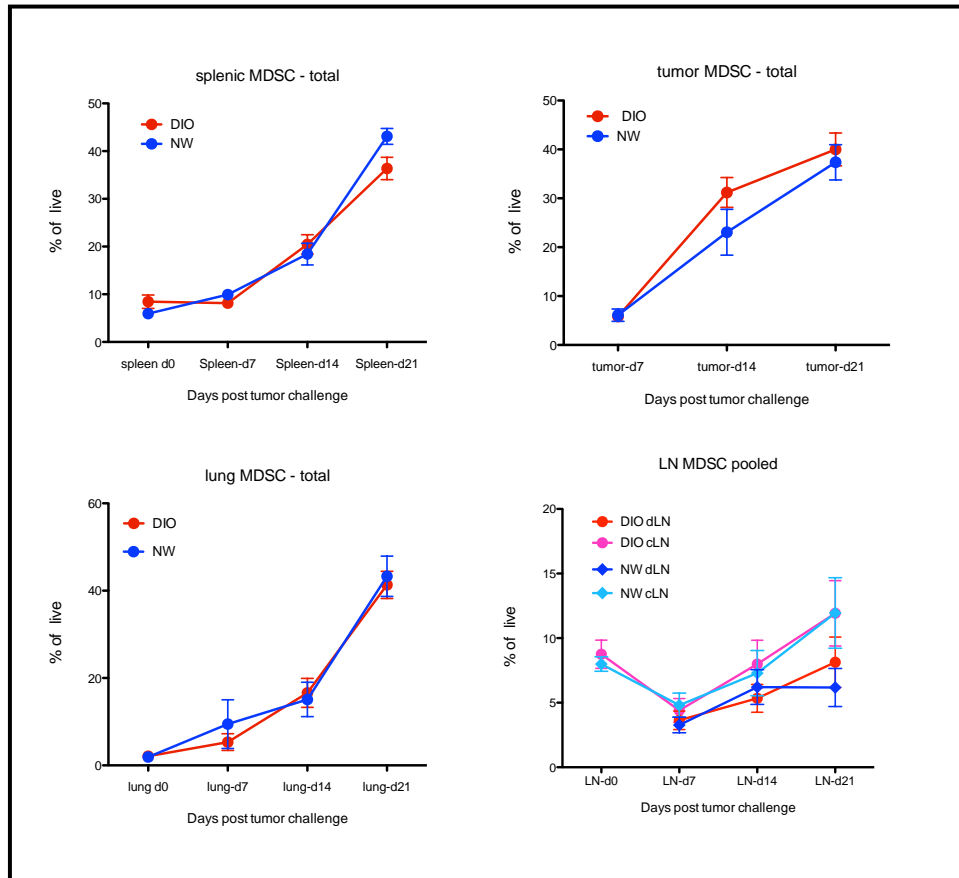 splenic MDSC - total
DIO
NW
50
40
30
20
10
0
% of live
spleen d0 Spleen-d7 Spleen-d14 Spleen-d21
Days post tumor challenge
tumor MDSC - total
DIO
NW
50
40
30
20
10
0
% of live
tumor-d7 tumor-d14 tumor-d21
Days post tumor challenge
lung MDSC - total
DIO
NW
60
40
20
0
% of live
lung d0 lung-d7 lung-d14 lung-d21
Days post tumor challenge
LN MDSC pooled
DIO dLN
DIO cLN
NW dLN
NW cLN
20
15
10
5
0
% of live
LN-d0 LN-d7 LN-d14 LN-d21
Days post tumor challenge